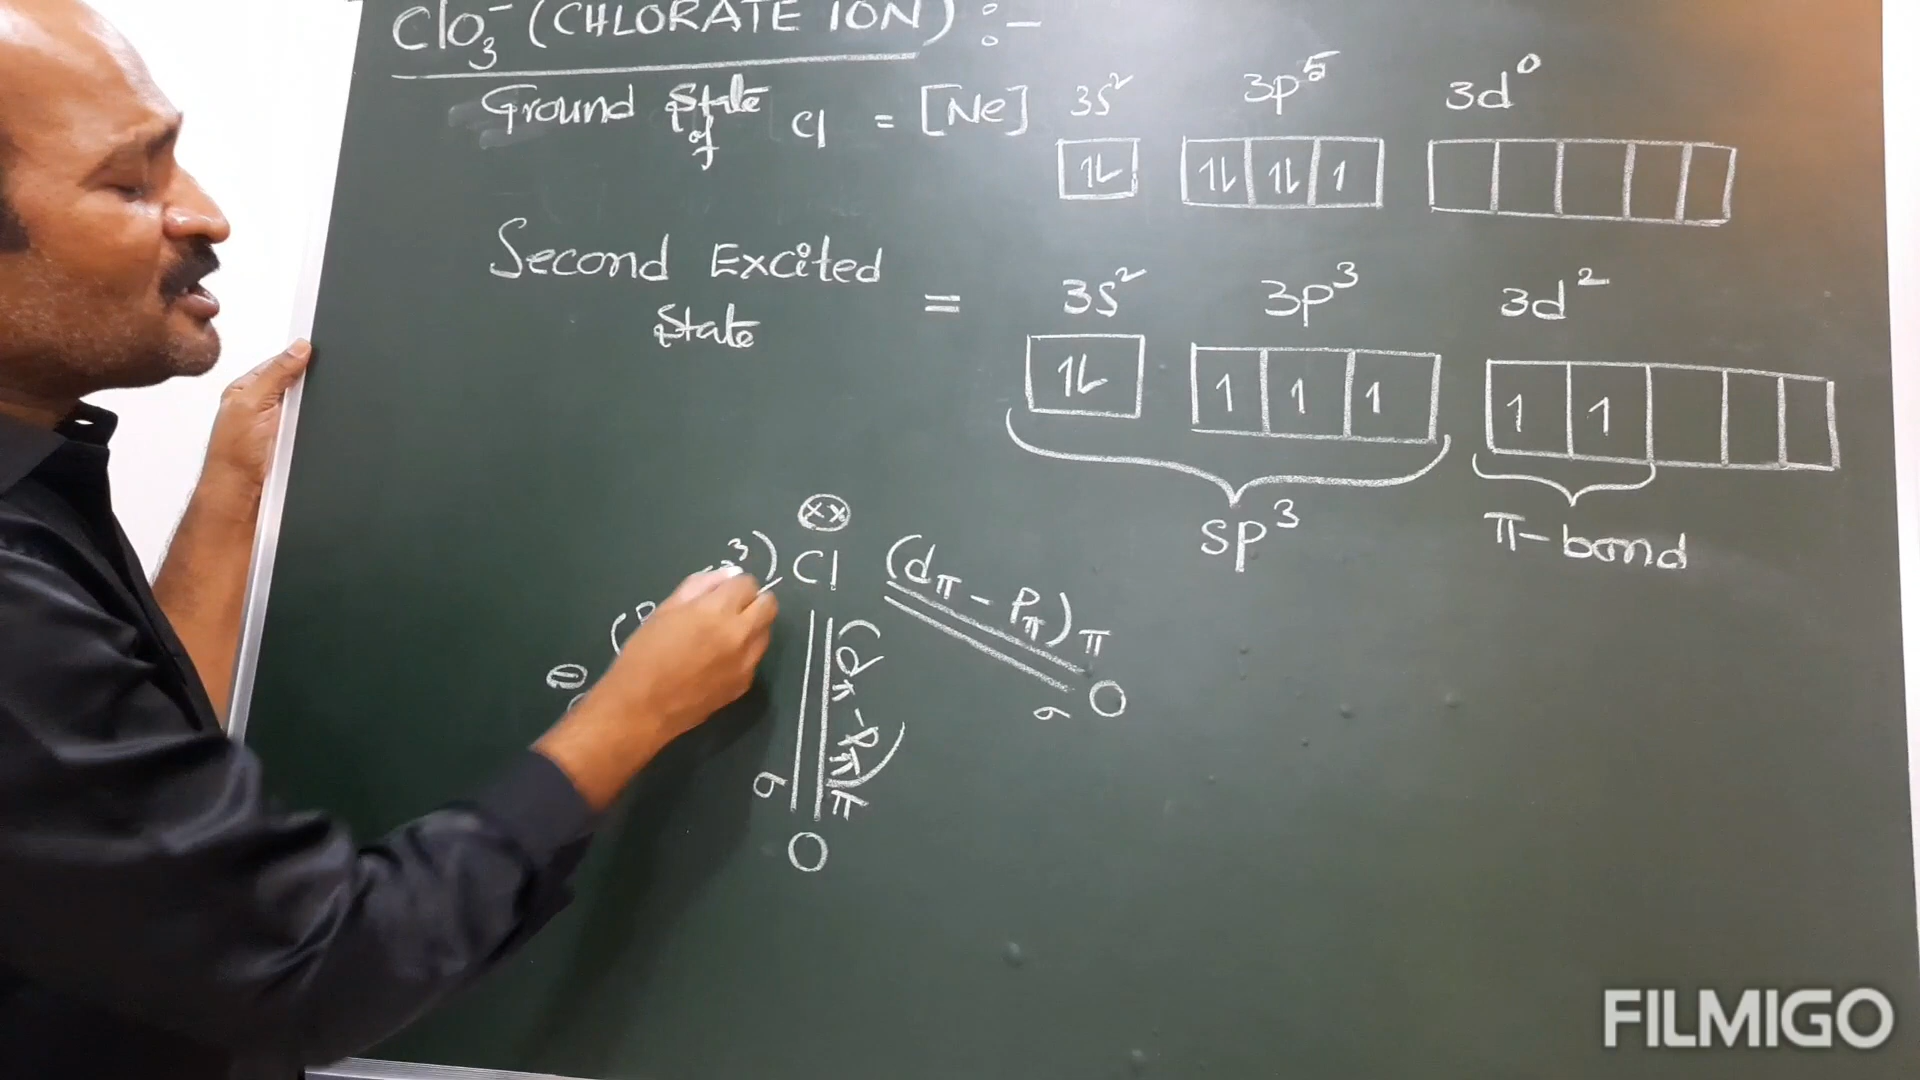 ClO₃⁻ (CHLORATE ION) :-
Ground State of Cl = [Ne] 3s² 3p⁵ 3d⁰
1L 1L 1L 1
Second Excited State = 3s² 3p³ 3d²
1L 1 1 1 1 1
sp³ π-bond
xx
Cl (dπ - pπ) π
σ O
σ (dπ - pπ) π
O
FILMIGO